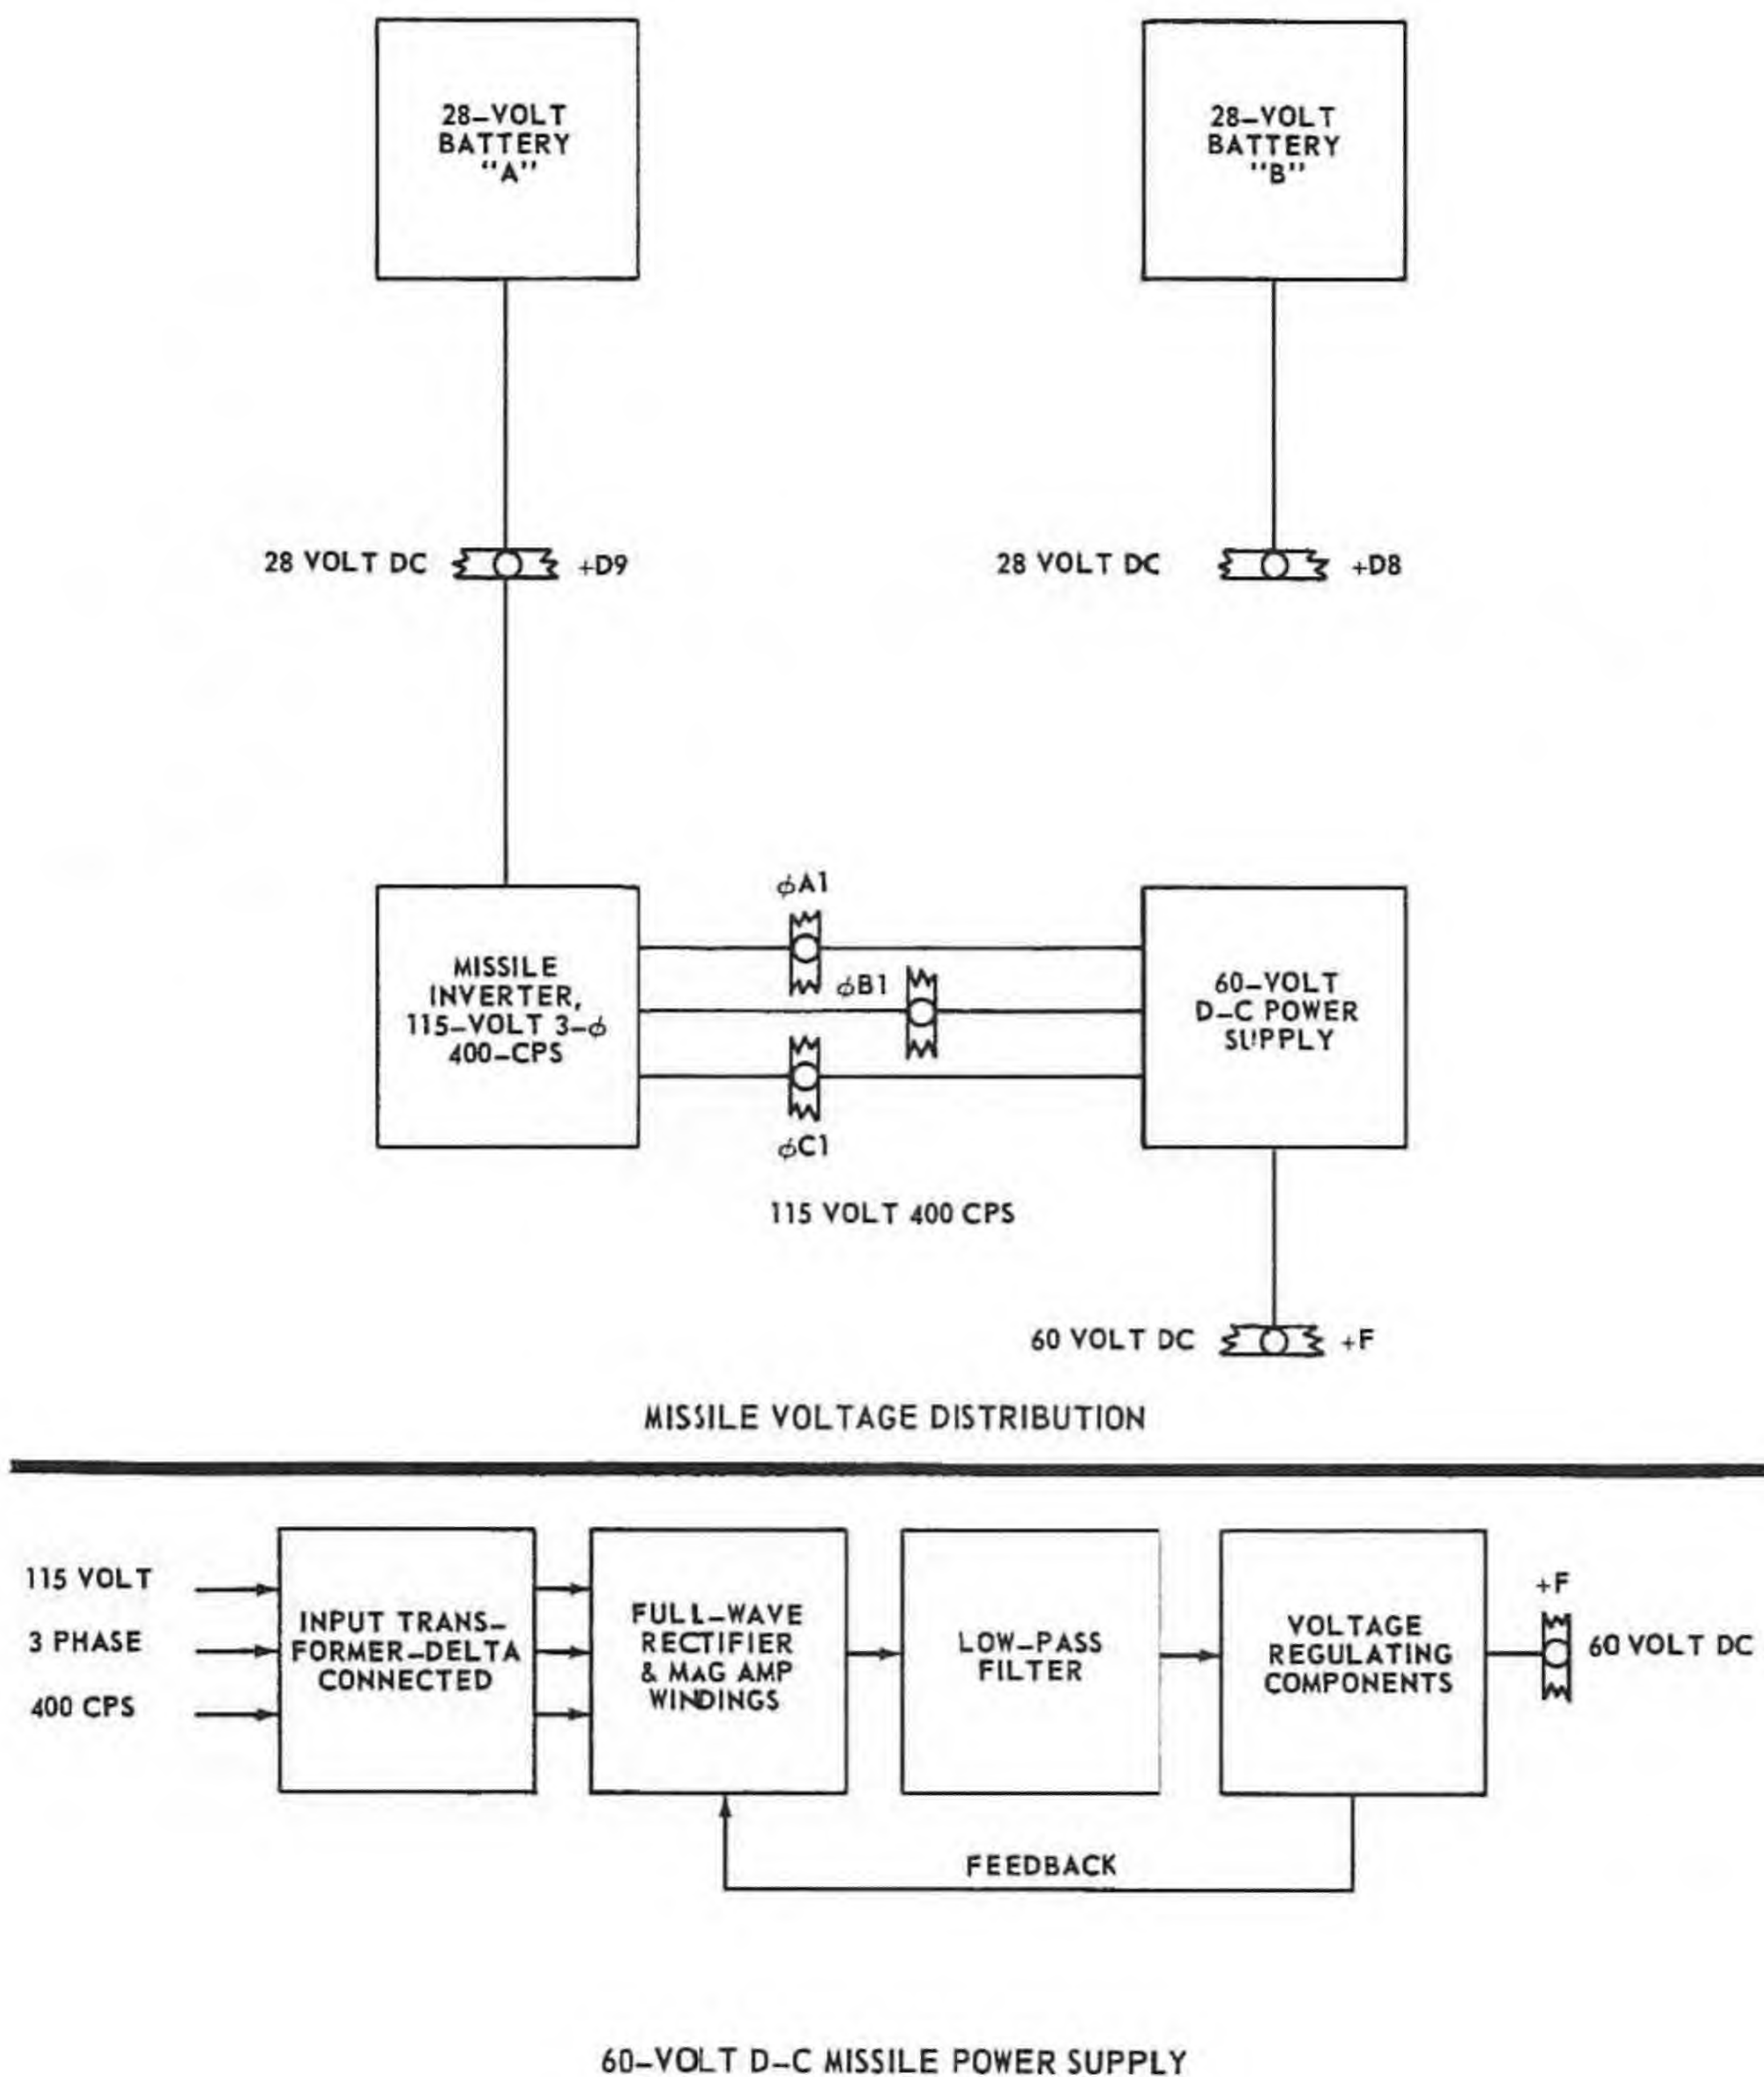 28-VOLT
BATTERY
"A"
28-VOLT
BATTERY
"B"
28 VOLT DC
+D9
28 VOLT DC
+D8
MISSILE
INVERTER,
115-VOLT 3-φ
400-CPS
φA1
φB1
φC1
60-VOLT
D-C POWER
SUPPLY
115 VOLT 400 CPS
60 VOLT DC
+F
MISSILE VOLTAGE DISTRIBUTION
115 VOLT
3 PHASE
400 CPS
INPUT TRANS-
FORMER-DELTA
CONNECTED
FULL-WAVE
RECTIFIER
& MAG AMP
WINDINGS
LOW-PASS
FILTER
VOLTAGE
REGULATING
COMPONENTS
+F
60 VOLT DC
FEEDBACK
60-VOLT D-C MISSILE POWER SUPPLY